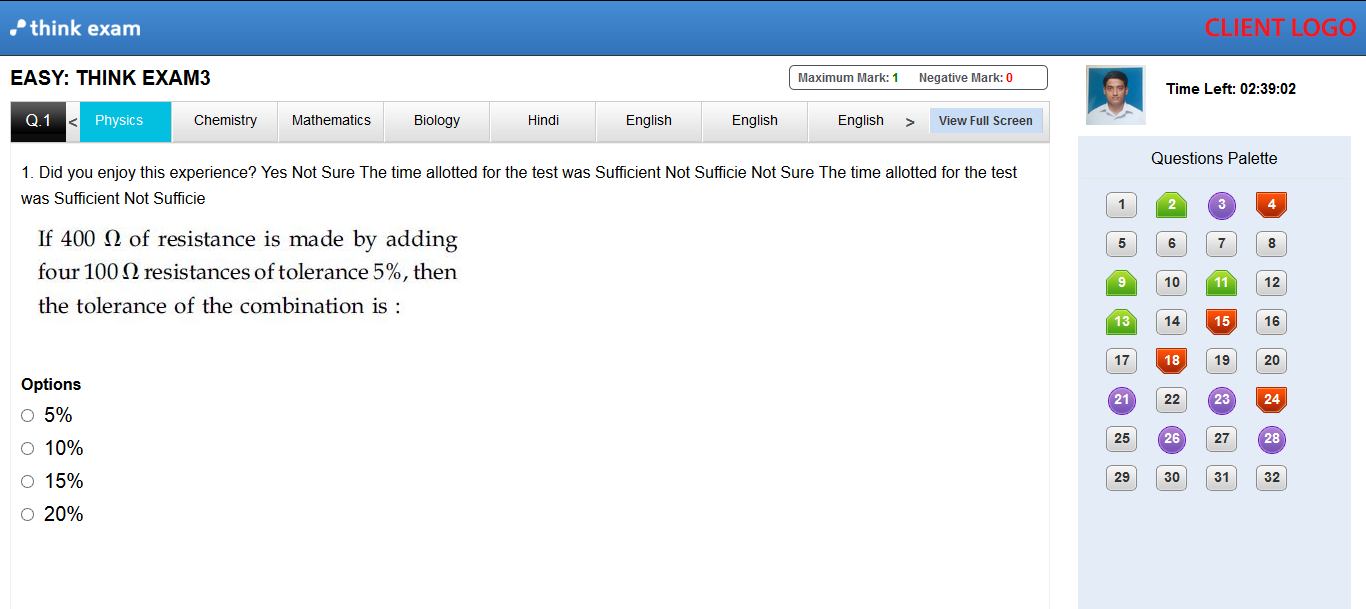 think exam
CLIENT LOGO
EASY: THINK EXAM3
Maximum Mark: 1 Negative Mark: 0
Time Left: 02:39:02
Q.1 < Physics Chemistry Mathematics Biology Hindi English English English > View Full Screen
1. Did you enjoy this experience? Yes Not Sure The time allotted for the test was Sufficient Not Sufficie Not Sure The time allotted for the test
was Sufficient Not Sufficie
If 400 Ω of resistance is made by adding
four 100 Ω resistances of tolerance 5%, then
the tolerance of the combination is :
Options
5%
10%
15%
20%
Questions Palette
1 2 3 4
5 6 7 8
9 10 11 12
13 14 15 16
17 18 19 20
21 22 23 24
25 26 27 28
29 30 31 32